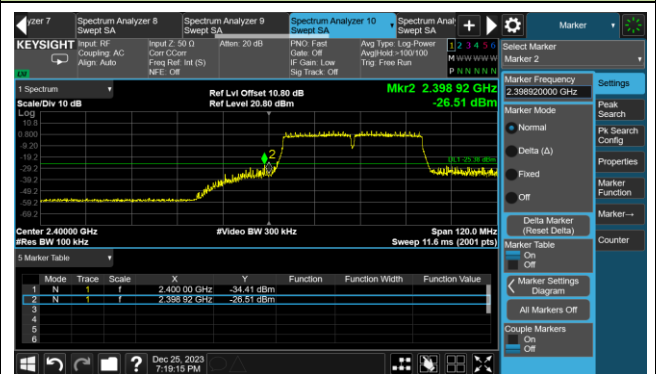 yzer 7
Spectrum Analyzer 8
Swept SA
Spectrum Analyzer 9
Swept SA
Spectrum Analyzer 10
Swept SA
Spectrum Anal
Swept SA
Marker
KEYSIGHT
Input: RF
Coupling: AC
Align: Auto
Input Z: 50 Ω
Corr CCorr
Freq Ref: Int (S)
NFE: Off
Atten: 20 dB
PNO: Fast
Gate: Off
IF Gain: Low
Sig Track: Off
Avg Type: Log-Power
Avg|Hold:>100/100
Trig: Free Run
1 2 3 4 5 6
M W W W W W
P N N N N N
LXI
Select Marker
Marker 2
1 Spectrum
Scale/Div 10 dB
Ref Lvl Offset 10.80 dB
Ref Level 20.80 dBm
Mkr2 2.398 92 GHz
-26.51 dBm
Log
10.8
0.800
-9.20
-19.2
-29.2
-39.2
-49.2
-59.2
-69.2
2
DL1 -25.38 dBm
Center 2.40000 GHz
#Res BW 100 kHz
#Video BW 300 kHz
Span 120.0 MHz
Sweep 11.6 ms (2001 pts)
5 Marker Table
Mode Trace Scale X Y Function Function Width Function Value
1 N 1 f 2.400 00 GHz -34.41 dBm
2 N 1 f 2.398 92 GHz -26.51 dBm
3
4
5
6
Marker Frequency
2.398920000 GHz
Marker Mode
Normal
Delta (Δ)
Fixed
Off
Delta Marker
(Reset Delta)
Marker Table
On
Off
Marker Settings
Diagram
All Markers Off
Couple Markers
On
Off
Settings
Peak
Search
Pk Search
Config
Properties
Marker
Function
Marker→
Counter
Dec 25, 2023
7:19:15 PM